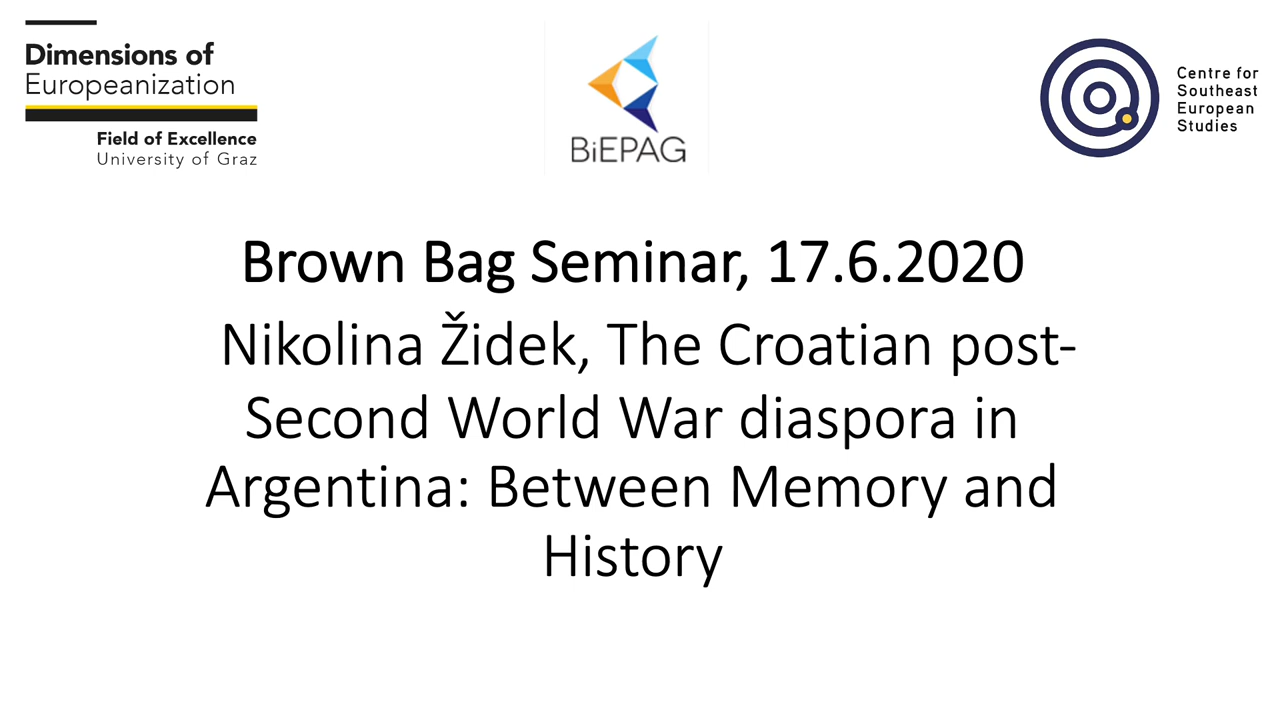 Dimensions of
Europeanization
Field of Excellence
University of Graz
BiEPAG
Centre for
Southeast
European
Studies
Brown Bag Seminar, 17.6.2020
Nikolina Židek, The Croatian post-
Second World War diaspora in
Argentina: Between Memory and
History